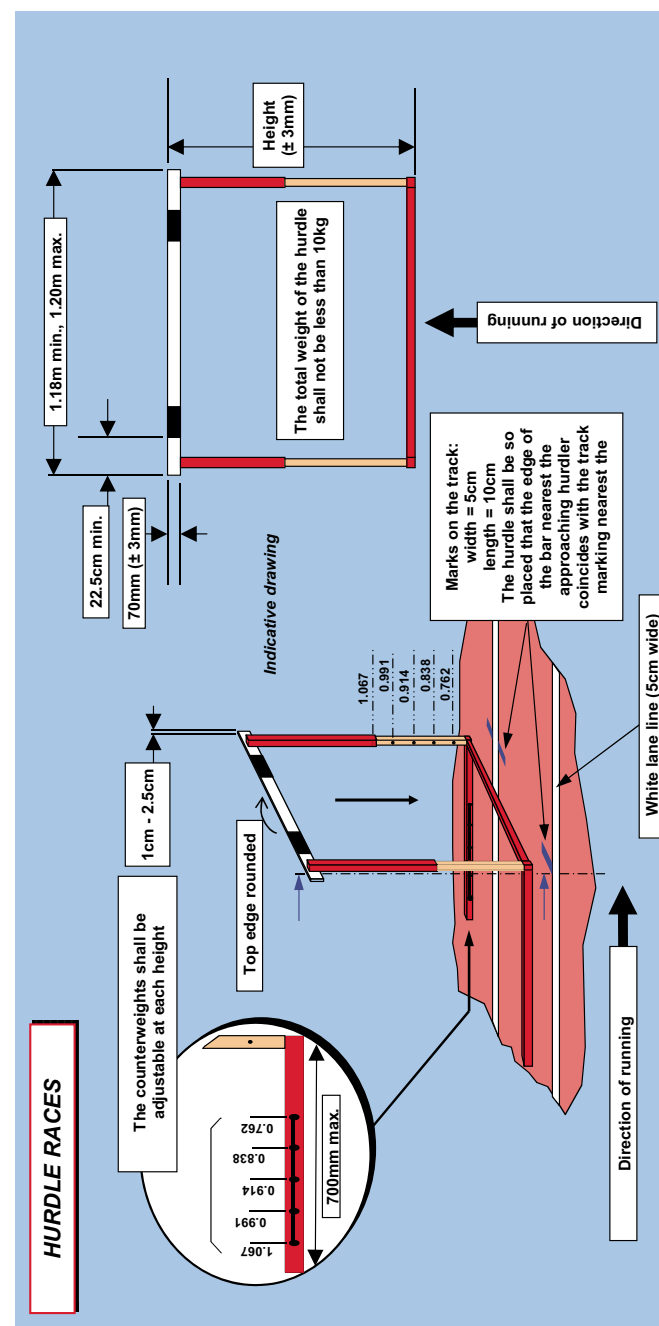 HURDLE RACES
The counterweights shall be
adjustable at each height
1.067
0.991
0.914
0.838
0.762
700mm max.
1cm - 2.5cm
Top edge rounded
Indicative drawing
1.067
0.991
0.914
0.838
0.762
Direction of running
White lane line (5cm wide)
Marks on the track:
width = 5cm
length = 10cm
The hurdle shall be so
placed that the edge of
the bar nearest the
approaching hurdler
coincides with the track
marking nearest the
1.18m min., 1.20m max.
22.5cm min.
70mm (± 3mm)
Height
(± 3mm)
The total weight of the hurdle
shall not be less than 10kg
Direction of running